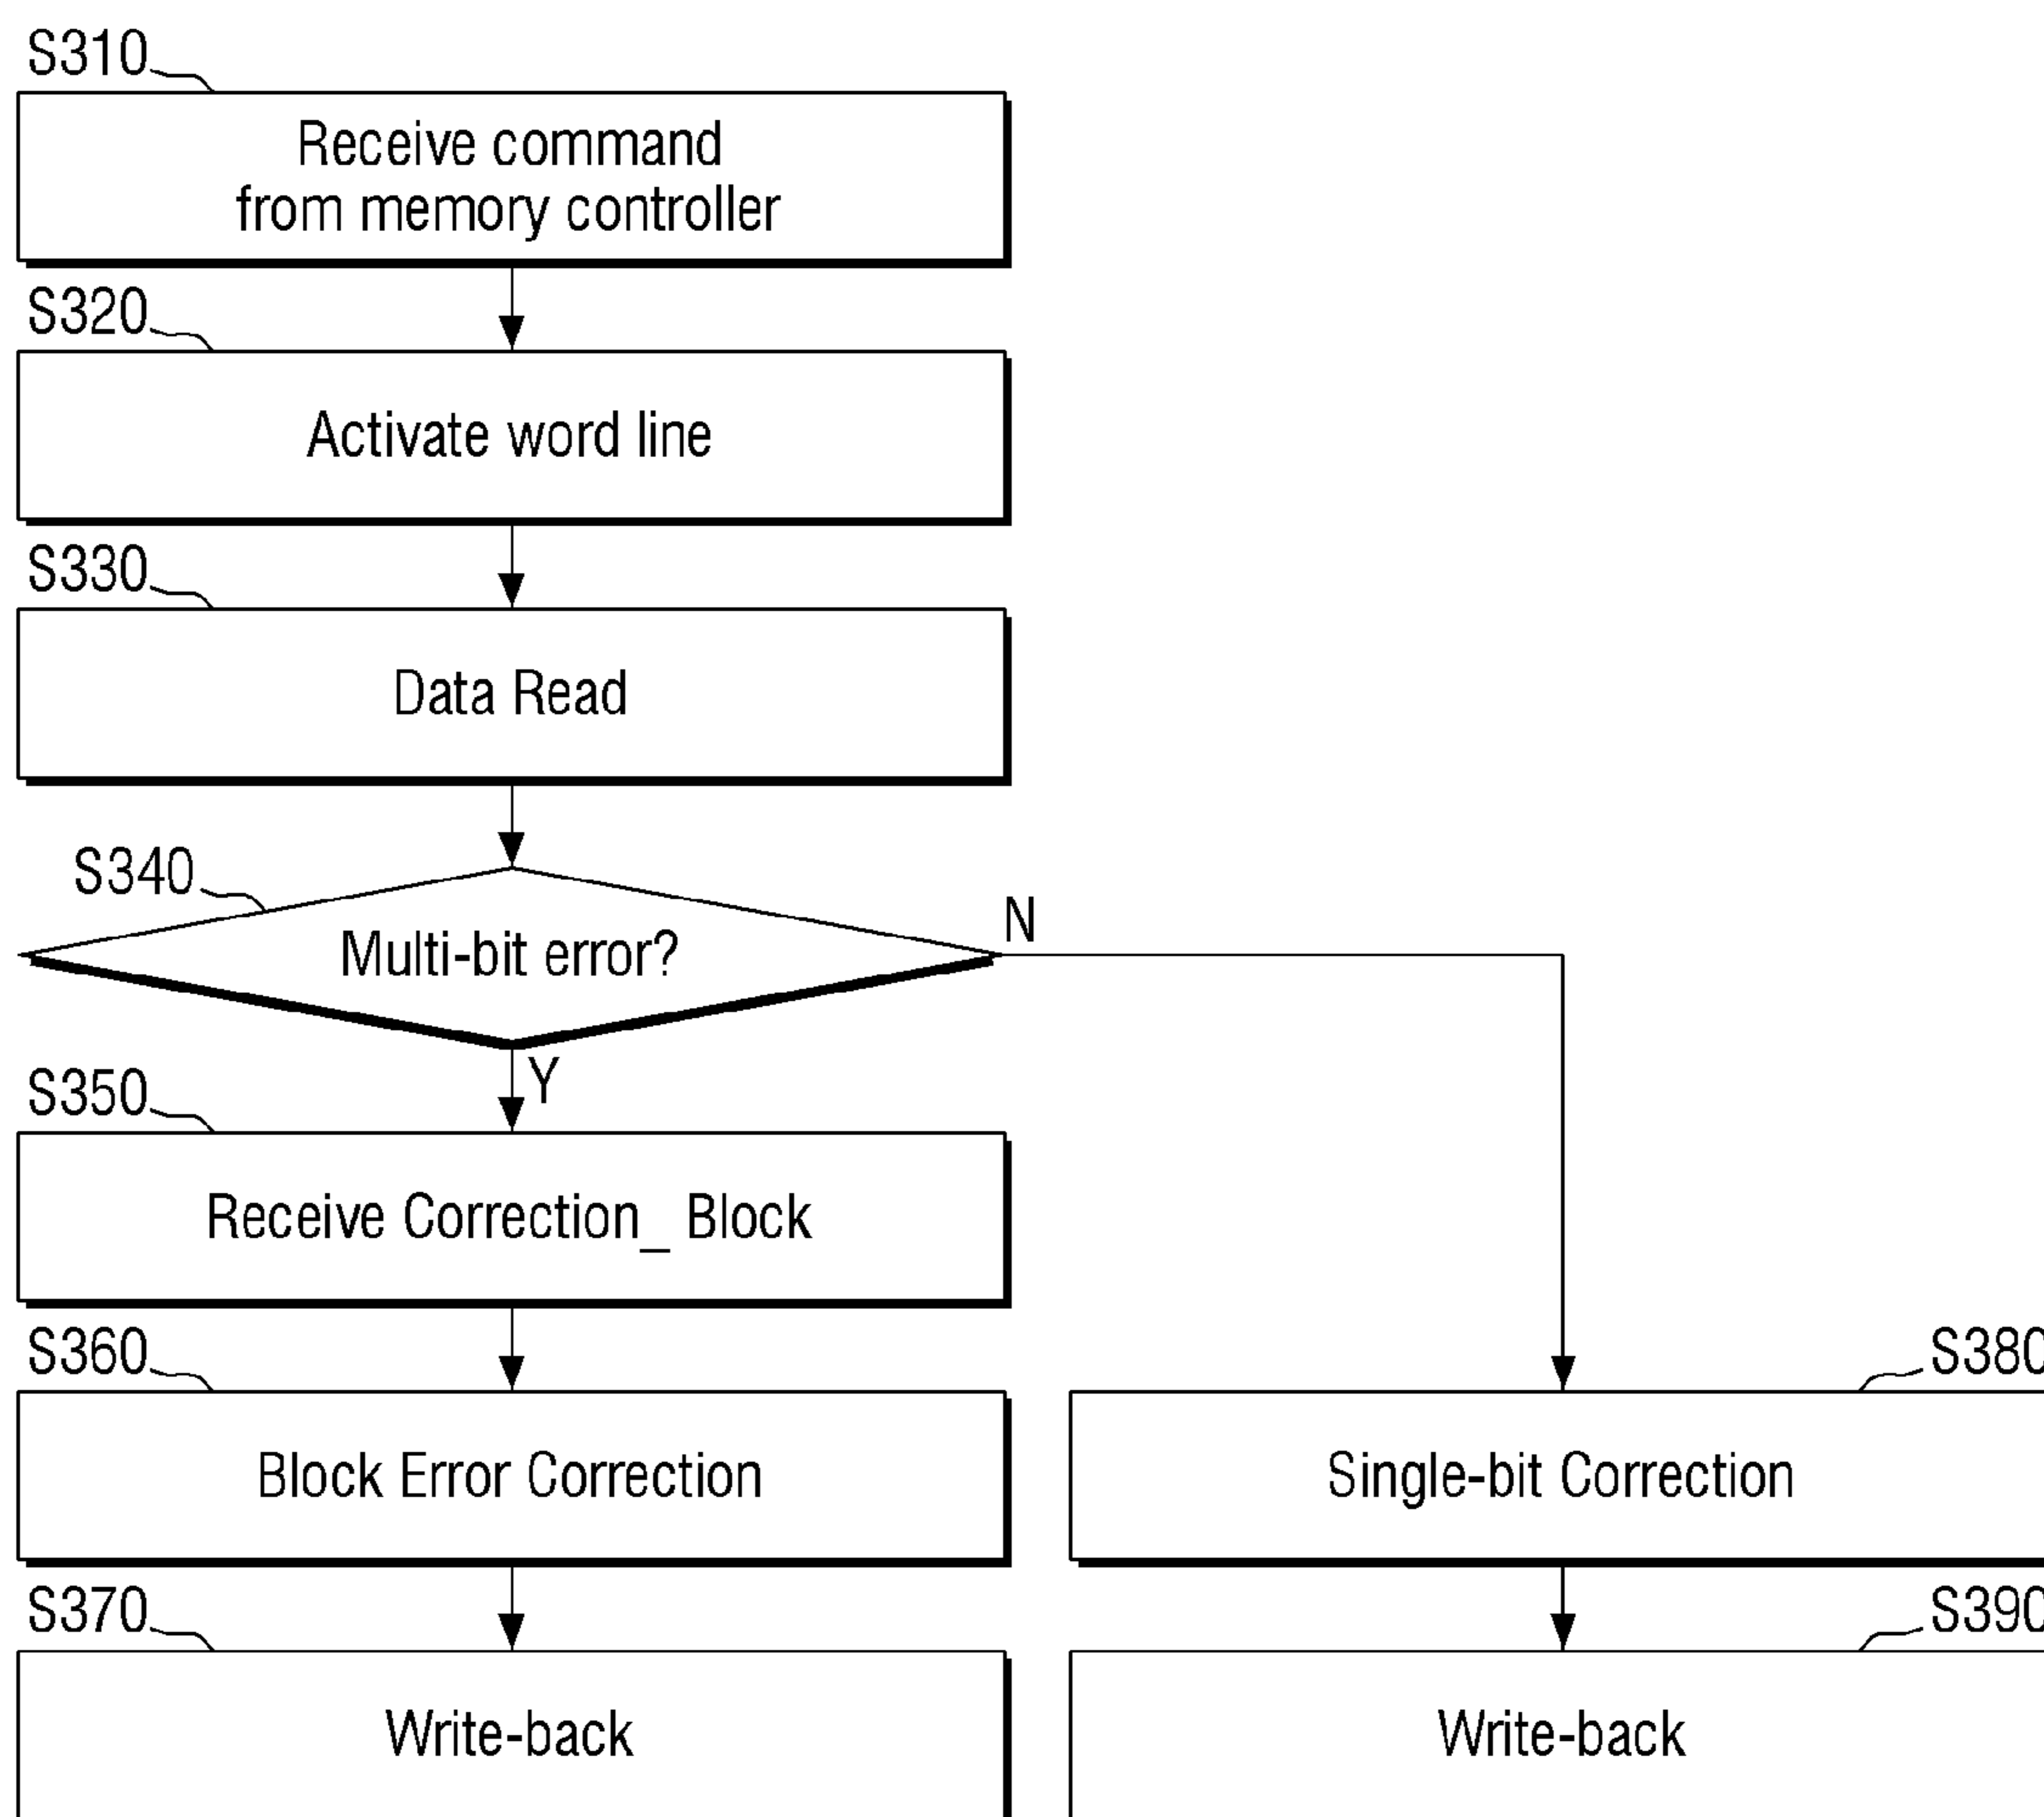 S310
Receive command
from memory controller
S320
Activate word line
S330
Data Read
S340
Multi-bit error?
N
Y
S350
Receive Correction_ Block
S360
Block Error Correction
S380
Single-bit Correction
S370
Write-back
S390
Write-back